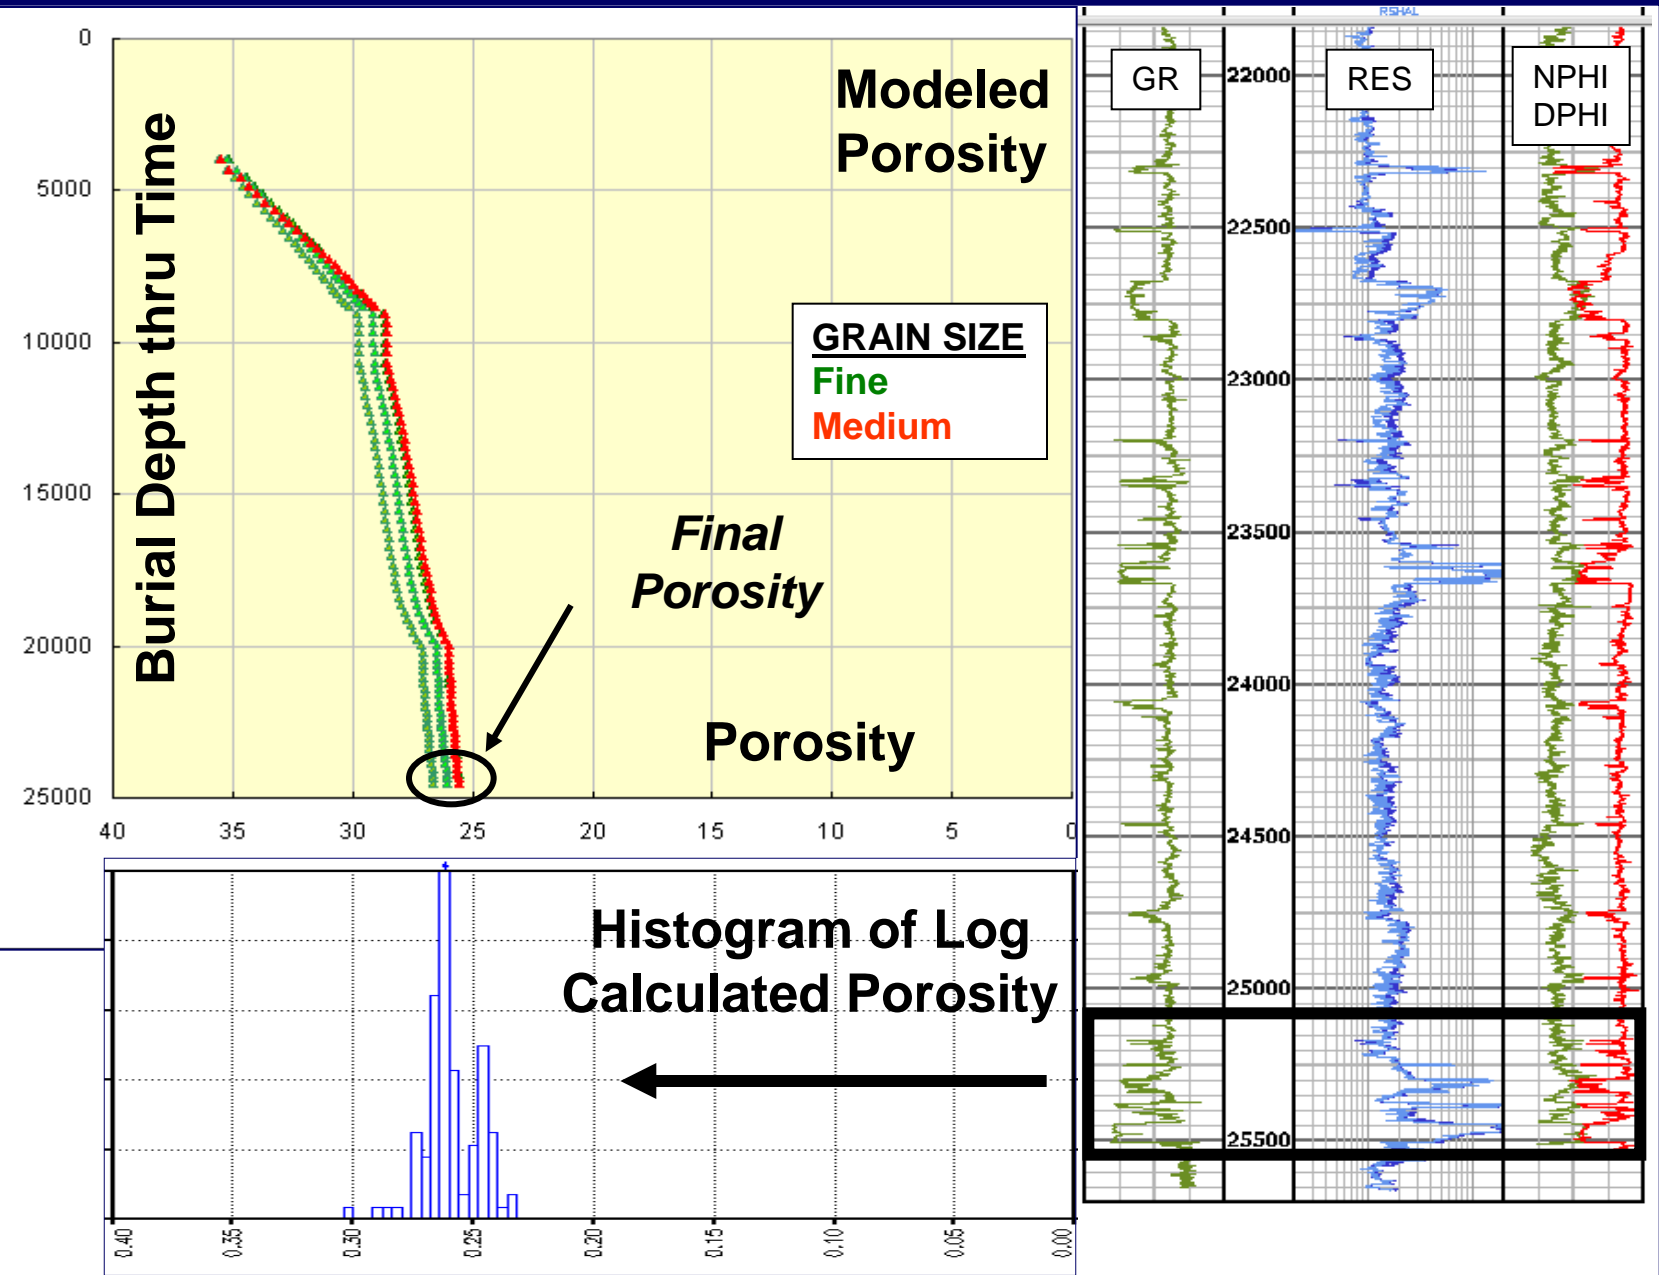 Modeled
Porosity
Burial Depth thru Time
0
5000
10000
15000
20000
25000
GRAIN SIZE
Fine
Medium
Final
Porosity
Porosity
40
35
30
25
20
15
10
5
0
Histogram of Log
Calculated Porosity
0.40
0.35
0.30
0.25
0.20
0.15
0.10
0.05
0.00
RSHAL
GR
RES
NPHI
DPHI
22000
22500
23000
23500
24000
24500
25000
25500